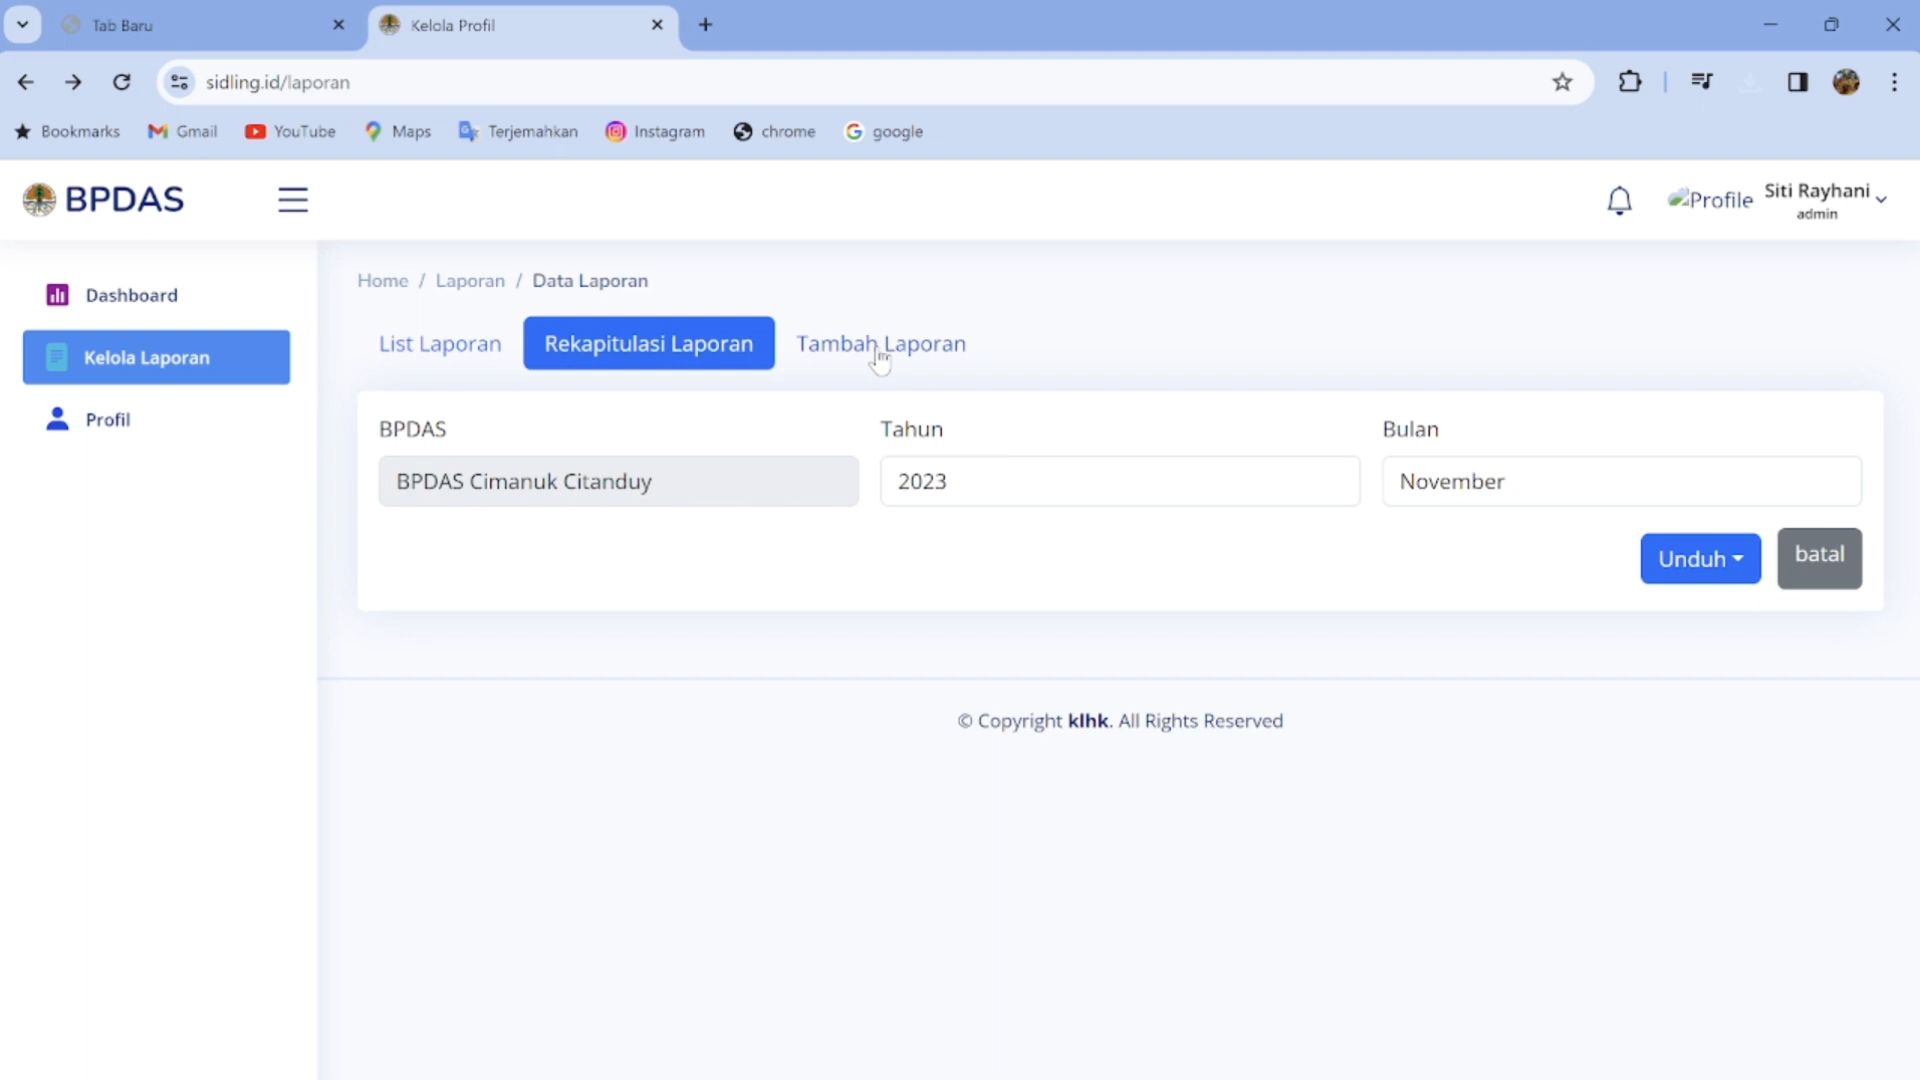 Tab Baru
Kelola Profil
sidling.id/laporan
Bookmarks
Gmail
YouTube
Maps
Terjemahkan
Instagram
chrome
google
BPDAS
Profile
Siti Rayhani
admin
Dashboard
Kelola Laporan
Profil
Home / Laporan / Data Laporan
List Laporan
Rekapitulasi Laporan
Tambah Laporan
BPDAS
Tahun
Bulan
BPDAS Cimanuk Citanduy
2023
November
Unduh
batal
© Copyright klhk. All Rights Reserved